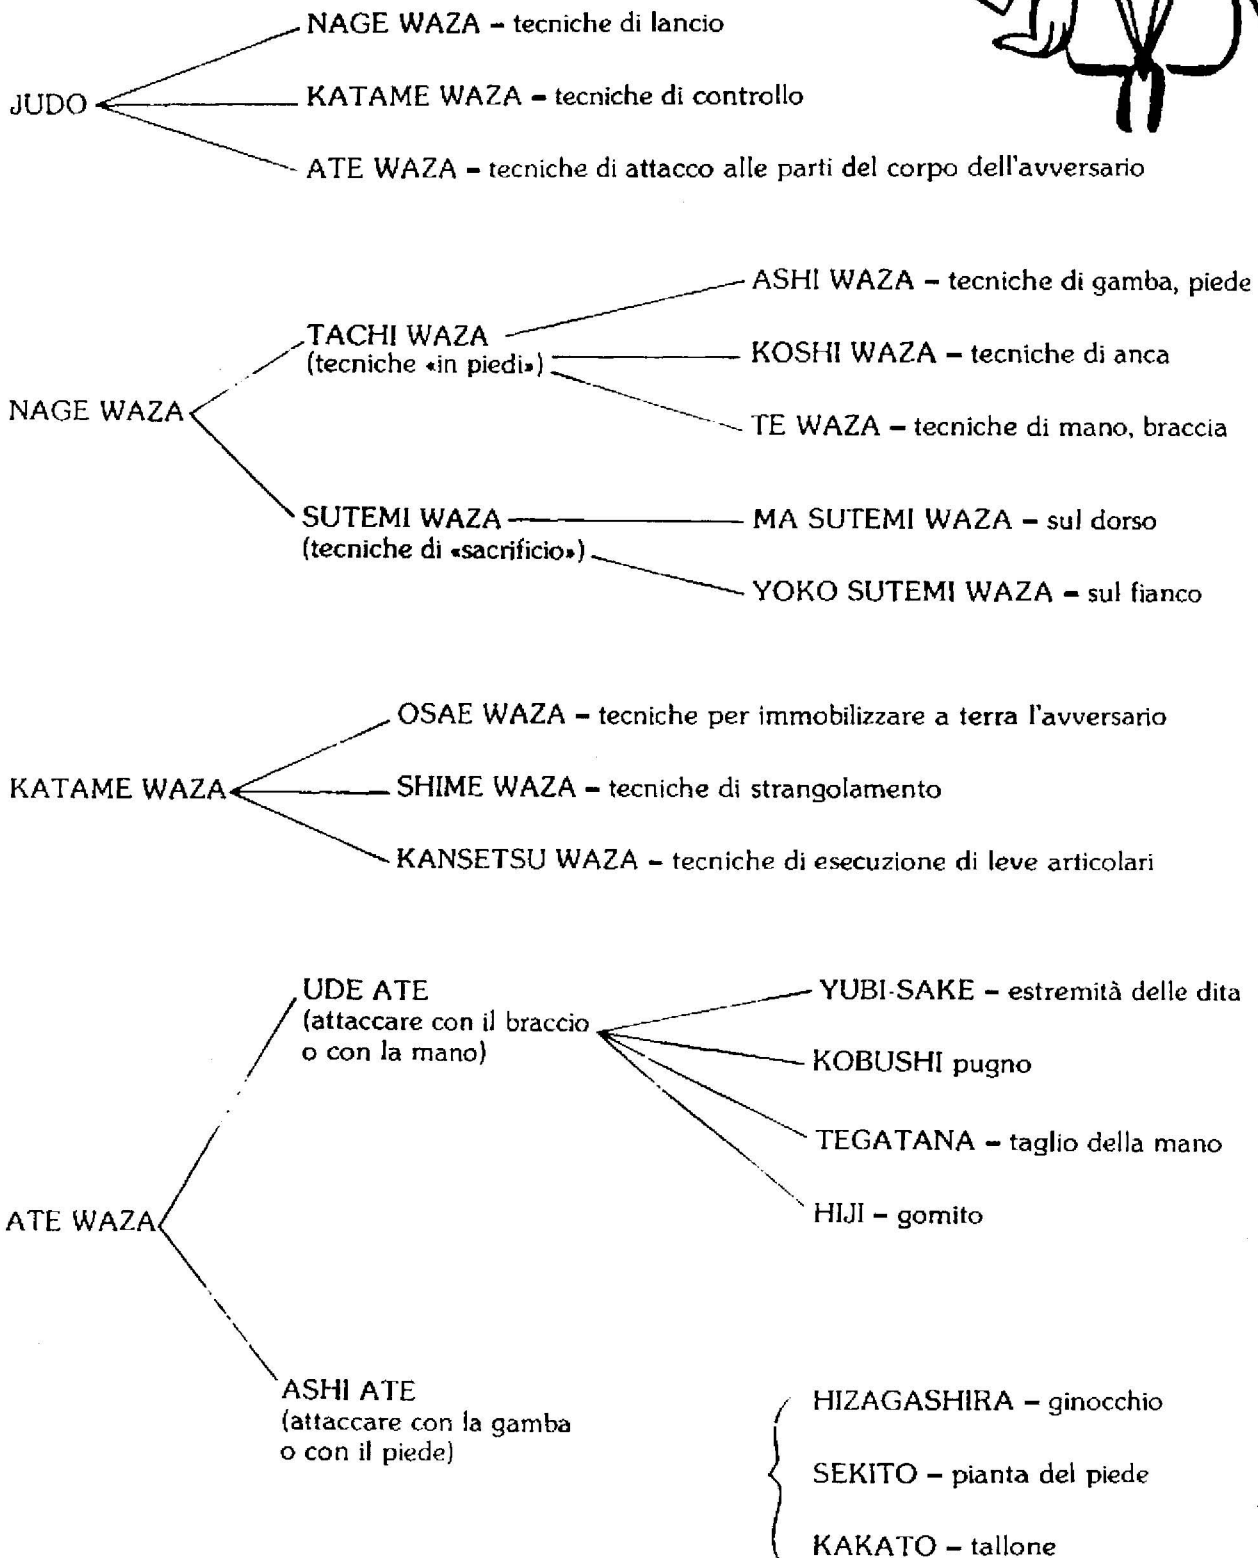 NAGE WAZA – tecniche di lancio
JUDO
KATAME WAZA – tecniche di controllo
ATE WAZA – tecniche di attacco alle parti del corpo dell'avversario
ASHI WAZA – tecniche di gamba, piede
TACHI WAZA
(tecniche «in piedi»)
KOSHI WAZA – tecniche di anca
NAGE WAZA
TE WAZA – tecniche di mano, braccia
SUTEMI WAZA
(tecniche di «sacrificio»)
MA SUTEMI WAZA – sul dorso
YOKO SUTEMI WAZA – sul fianco
OSAE WAZA – tecniche per immobilizzare a terra l'avversario
KATAME WAZA
SHIME WAZA – tecniche di strangolamento
KANSETSU WAZA – tecniche di esecuzione di leve articolari
UDE ATE
(attaccare con il braccio
o con la mano)
YUBI-SAKE – estremità delle dita
KOBUSHI pugno
TEGATANA – taglio della mano
HIJI – gomito
ATE WAZA
ASHI ATE
(attaccare con la gamba
o con il piede)
HIZAGASHIRA – ginocchio
SEKITO – pianta del piede
KAKATO – tallone